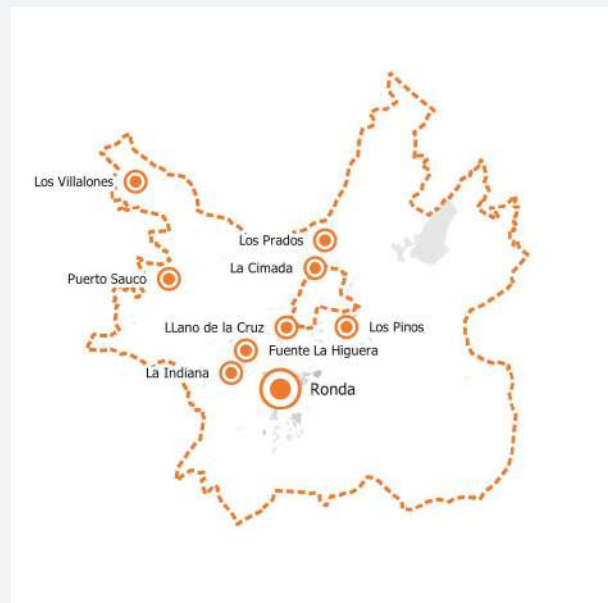 Los Villalones
Los Prados
La Cimada
Puerto Sauco
LLano de la Cruz
Los Pinos
Fuente La Higuera
La Indiana
Ronda